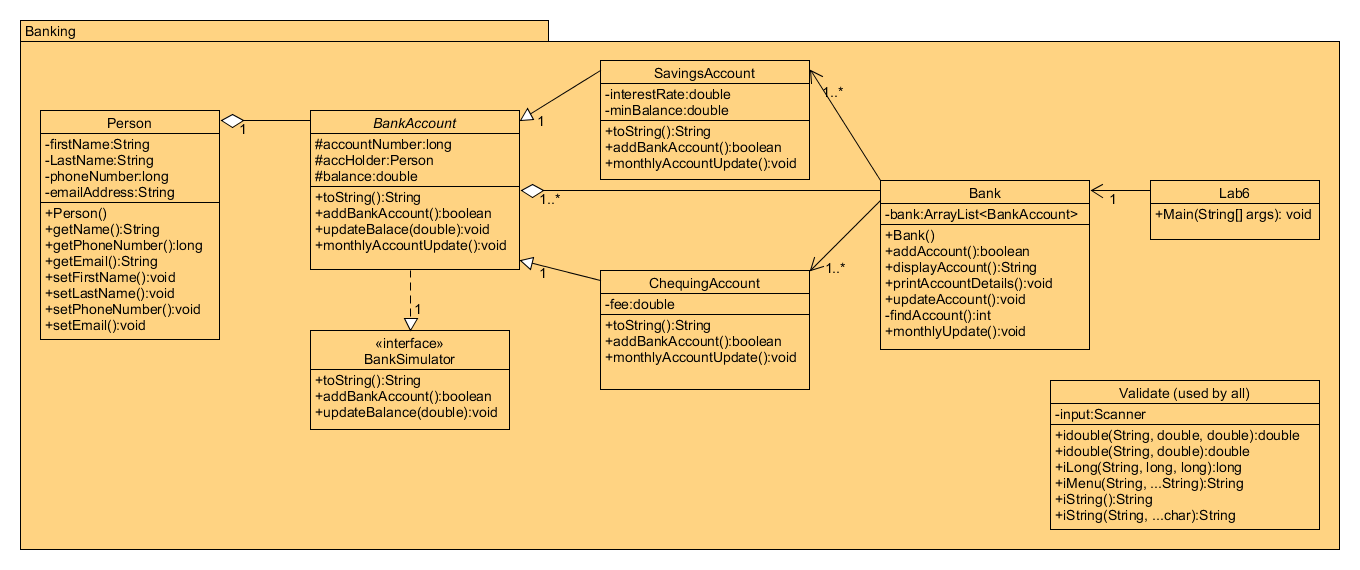 Banking
Person
-firstName:String
-LastName:String
-phoneNumber:long
-emailAddress:String
+Person()
+getName():String
+getPhoneNumber():long
+getEmail():String
+setFirstName():void
+setLastName():void
+setPhoneNumber():void
+setEmail():void
1
BankAccount
#accountNumber:long
#accHolder:Person
#balance:double
+toString():String
+addBankAccount():boolean
+updateBalace(double):void
+monthlyAccountUpdate():void
1
«interface»
BankSimulator
+toString():String
+addBankAccount():boolean
+updateBalance(double):void
1
1..*
1
SavingsAccount
-interestRate:double
-minBalance:double
+toString():String
+addBankAccount():boolean
+monthlyAccountUpdate():void
1..*
ChequingAccount
-fee:double
+toString():String
+addBankAccount():boolean
+monthlyAccountUpdate():void
1..*
Bank
-bank:ArrayList<BankAccount>
+Bank()
+addAccount():boolean
+displayAccount():String
+printAccountDetails():void
+updateAccount():void
-findAccount():int
+monthlyUpdate():void
1
Lab6
+Main(String[] args): void
Validate (used by all)
-input:Scanner
+idouble(String, double, double):double
+idouble(String, double):double
+iLong(String, long, long):long
+iMenu(String, ...String):String
+iString():String
+iString(String, ...char):String